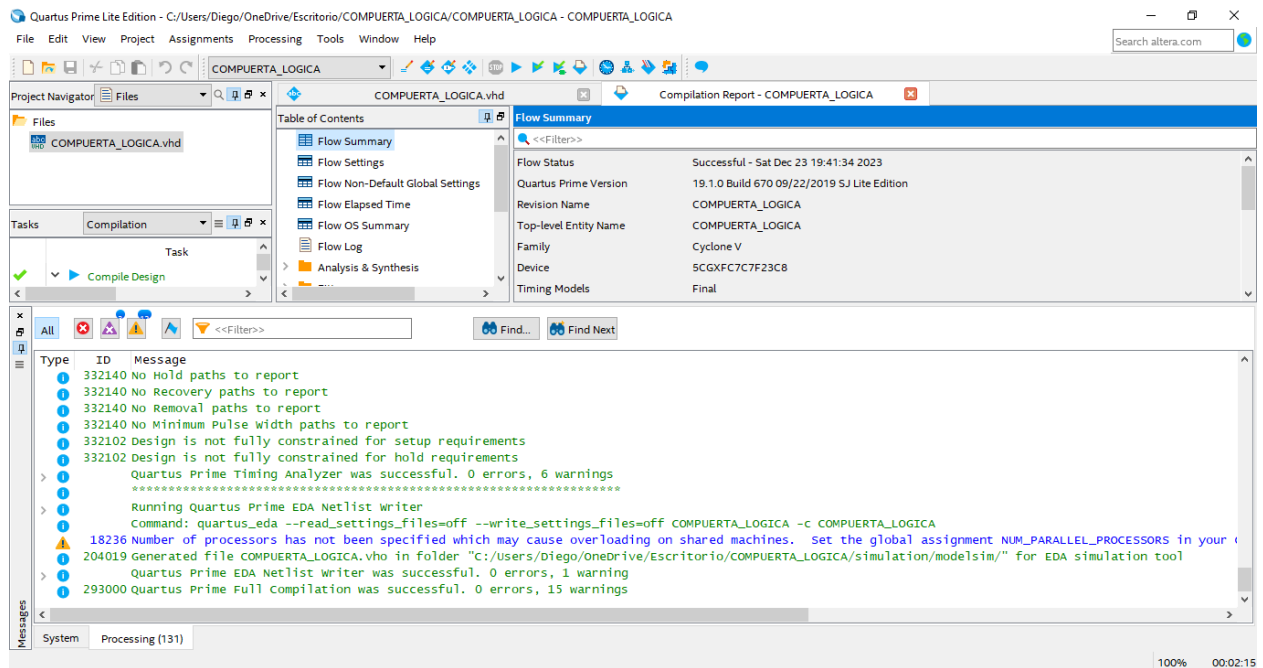 Quartus Prime Lite Edition - C:/Users/Diego/OneDrive/Escritorio/COMPUERTA_LOGICA/COMPUERTA_LOGICA - COMPUERTA_LOGICA
File Edit View Project Assignments Processing Tools Window Help
Search altera.com
COMPUERTA_LOGICA
STOP
Project Navigator Files
COMPUERTA_LOGICA.vhd
Compilation Report - COMPUERTA_LOGICA
Files
abc VHD COMPUERTA_LOGICA.vhd
Tasks Compilation
Task
Compile Design
Table of Contents
Flow Summary
Flow Settings
Flow Non-Default Global Settings
Flow Elapsed Time
Flow OS Summary
Flow Log
Analysis & Synthesis
Flow Summary
<<Filter>>
Flow Status Successful - Sat Dec 23 19:41:34 2023
Quartus Prime Version 19.1.0 Build 670 09/22/2019 SJ Lite Edition
Revision Name COMPUERTA_LOGICA
Top-level Entity Name COMPUERTA_LOGICA
Family Cyclone V
Device 5CGXFC7C7F23C8
Timing Models Final
All <<Filter>> Find... Find Next
Type ID Message
332140 No Hold paths to report
332140 No Recovery paths to report
332140 No Removal paths to report
332140 No Minimum Pulse Width paths to report
332102 Design is not fully constrained for setup requirements
332102 Design is not fully constrained for hold requirements
Quartus Prime Timing Analyzer was successful. 0 errors, 6 warnings
*******************************************************************
Running Quartus Prime EDA Netlist Writer
Command: quartus_eda --read_settings_files=off --write_settings_files=off COMPUERTA_LOGICA -c COMPUERTA_LOGICA
18236 Number of processors has not been specified which may cause overloading on shared machines. Set the global assignment NUM_PARALLEL_PROCESSORS in your
204019 Generated file COMPUERTA_LOGICA.vho in folder "C:/Users/Diego/OneDrive/Escritorio/COMPUERTA_LOGICA/simulation/modelsim/" for EDA simulation tool
Quartus Prime EDA Netlist Writer was successful. 0 errors, 1 warning
293000 Quartus Prime Full Compilation was successful. 0 errors, 15 warnings
Messages
System Processing (131)
100% 00:02:15